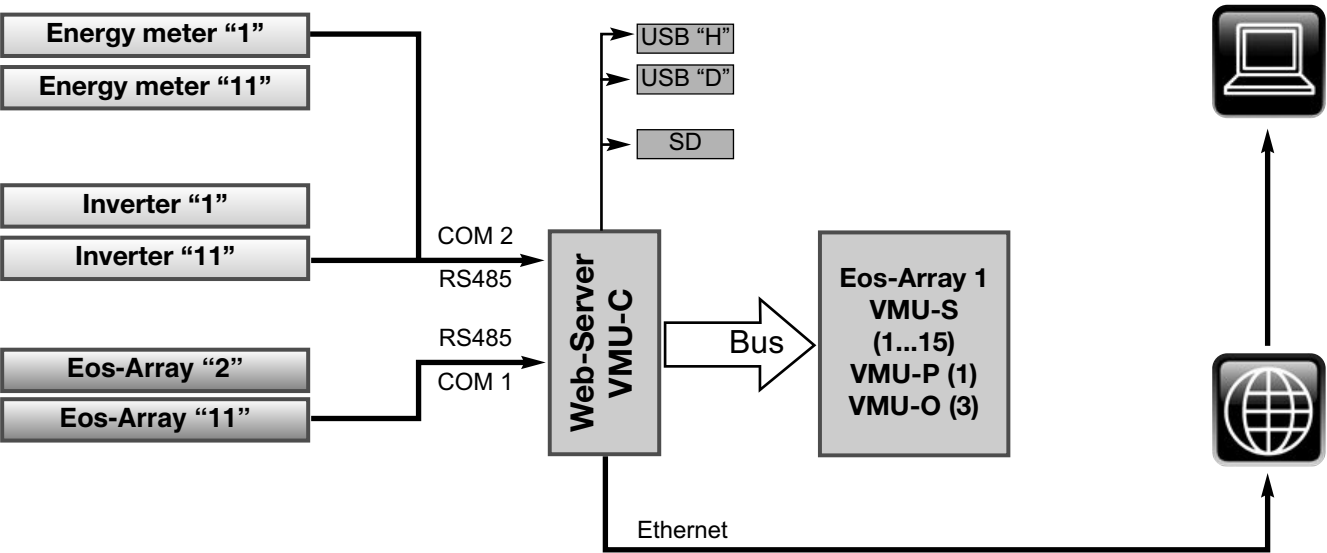 Energy meter “1”
Energy meter “11”
Inverter “1”
Inverter “11”
Eos-Array “2”
Eos-Array “11”
COM 2
RS485
RS485
COM 1
USB “H”
USB “D”
SD
Web-Server
VMU-C
Bus
Eos-Array 1
VMU-S
(1...15)
VMU-P (1)
VMU-O (3)
Ethernet